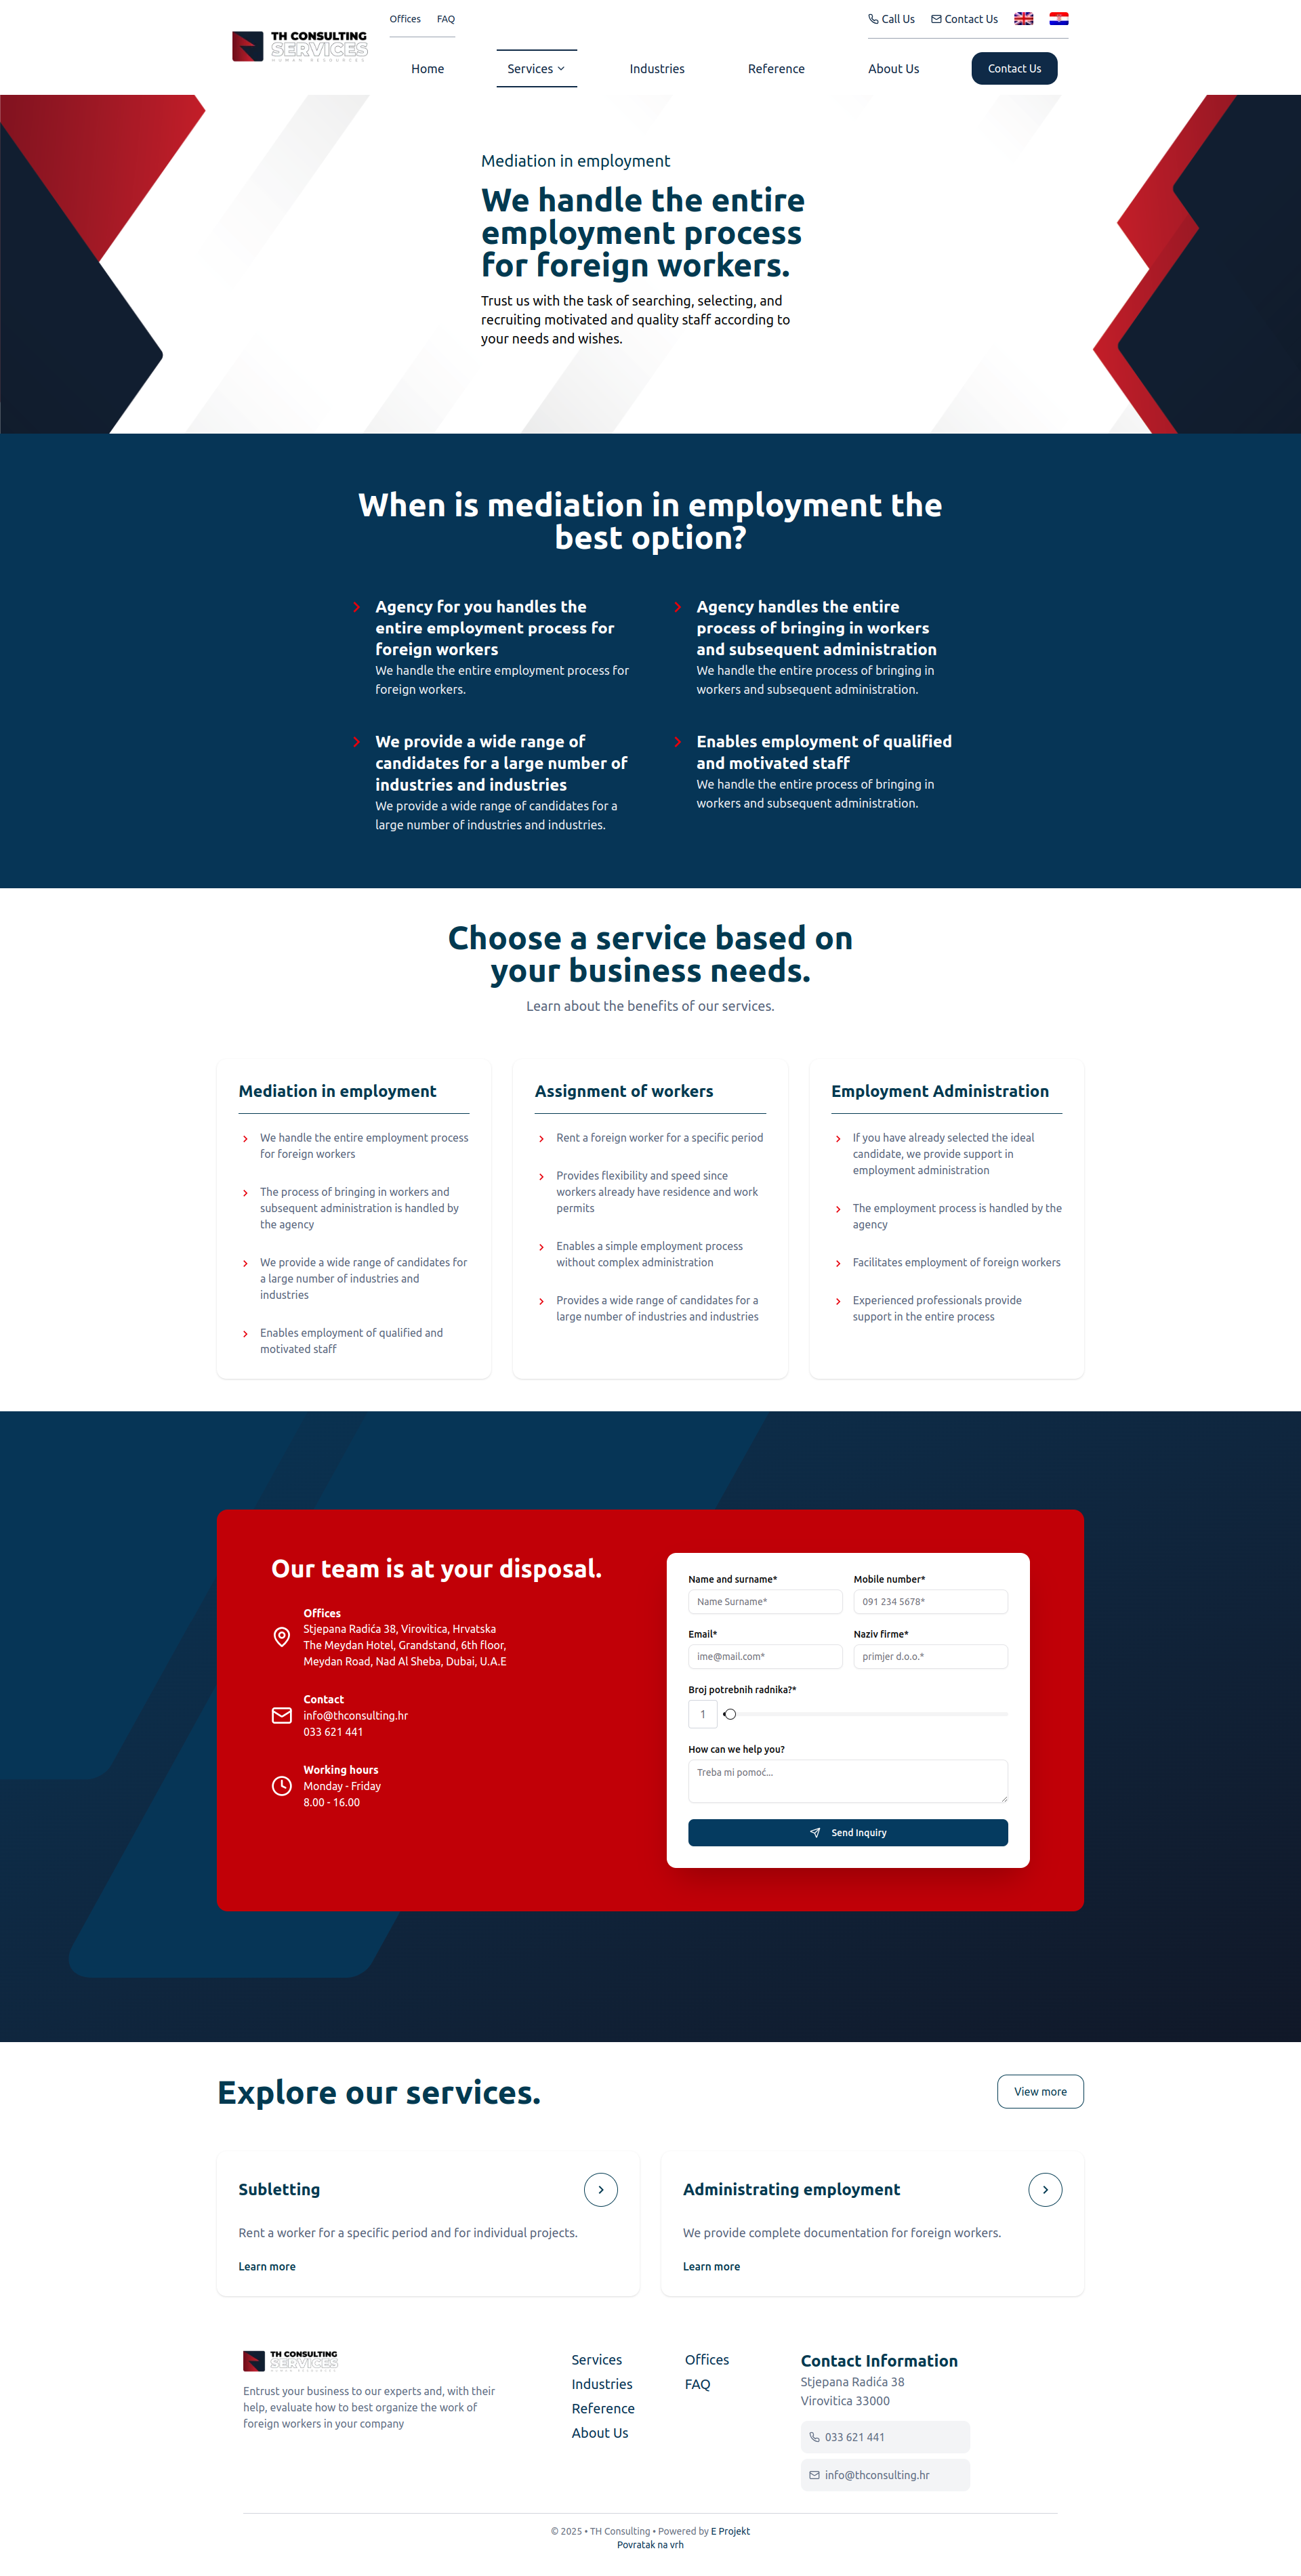 Offices FAQ
Call Us Contact Us
TH CONSULTING
SERVICES
HUMAN RESOURCES
Home Services Industries Reference About Us Contact Us
Mediation in employment
We handle the entire
employment process
for foreign workers.
Trust us with the task of searching, selecting, and
recruiting motivated and quality staff according to
your needs and wishes.
When is mediation in employment the
best option?
Agency for you handles the
entire employment process for
foreign workers
We handle the entire employment process for
foreign workers.
Agency handles the entire
process of bringing in workers
and subsequent administration
We handle the entire process of bringing in
workers and subsequent administration.
We provide a wide range of
candidates for a large number of
industries and industries
We provide a wide range of candidates for a
large number of industries and industries.
Enables employment of qualified
and motivated staff
We handle the entire process of bringing in
workers and subsequent administration.
Choose a service based on
your business needs.
Learn about the benefits of our services.
Mediation in employment
We handle the entire employment process
for foreign workers
The process of bringing in workers and
subsequent administration is handled by
the agency
We provide a wide range of candidates for
a large number of industries and
industries
Enables employment of qualified and
motivated staff
Assignment of workers
Rent a foreign worker for a specific period
Provides flexibility and speed since
workers already have residence and work
permits
Enables a simple employment process
without complex administration
Provides a wide range of candidates for a
large number of industries and industries
Employment Administration
If you have already selected the ideal
candidate, we provide support in
employment administration
The employment process is handled by the
agency
Facilitates employment of foreign workers
Experienced professionals provide
support in the entire process
Our team is at your disposal.
Offices
Stjepana Radića 38, Virovitica, Hrvatska
The Meydan Hotel, Grandstand, 6th floor,
Meydan Road, Nad Al Sheba, Dubai, U.A.E
Contact
info@thconsulting.hr
033 621 441
Working hours
Monday - Friday
8.00 - 16.00
Name and surname* Mobile number*
Name Surname* 091 234 5678*
Email* Naziv firme*
ime@mail.com* primjer d.o.o.*
Broj potrebnih radnika?*
1
How can we help you?
Treba mi pomoć...
Send Inquiry
Explore our services.
View more
Subletting
Rent a worker for a specific period and for individual projects.
Learn more
Administrating employment
We provide complete documentation for foreign workers.
Learn more
TH CONSULTING
SERVICES
HUMAN RESOURCES
Entrust your business to our experts and, with their
help, evaluate how to best organize the work of
foreign workers in your company
Services
Industries
Reference
About Us
Offices
FAQ
Contact Information
Stjepana Radića 38
Virovitica 33000
033 621 441
info@thconsulting.hr
© 2025 • TH Consulting • Powered by E Projekt
Povratak na vrh